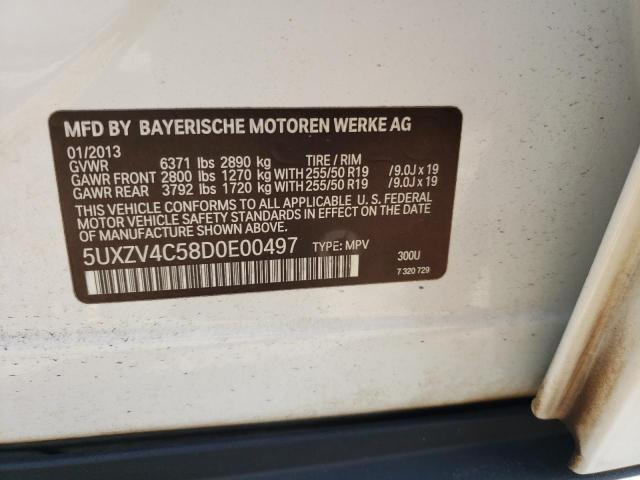 MFD BY BAYERISCHE MOTOREN WERKE AG
01/2013
GVWR 6371 lbs 2890 kg TIRE / RIM
GAWR FRONT 2800 lbs 1270 kg WITH 255/50 R19 / 9.0J x 19
GAWR REAR 3792 lbs 1720 kg WITH 255/50 R19 / 9.0J x 19
THIS VEHICLE CONFORMS TO ALL APPLICABLE U.S. FEDERAL
MOTOR VEHICLE SAFETY STANDARDS IN EFFECT ON THE DATE
OF MANUFACTURE SHOWN ABOVE.
5UXZV4C58D0E00497 TYPE: MPV
300U
7 320 729